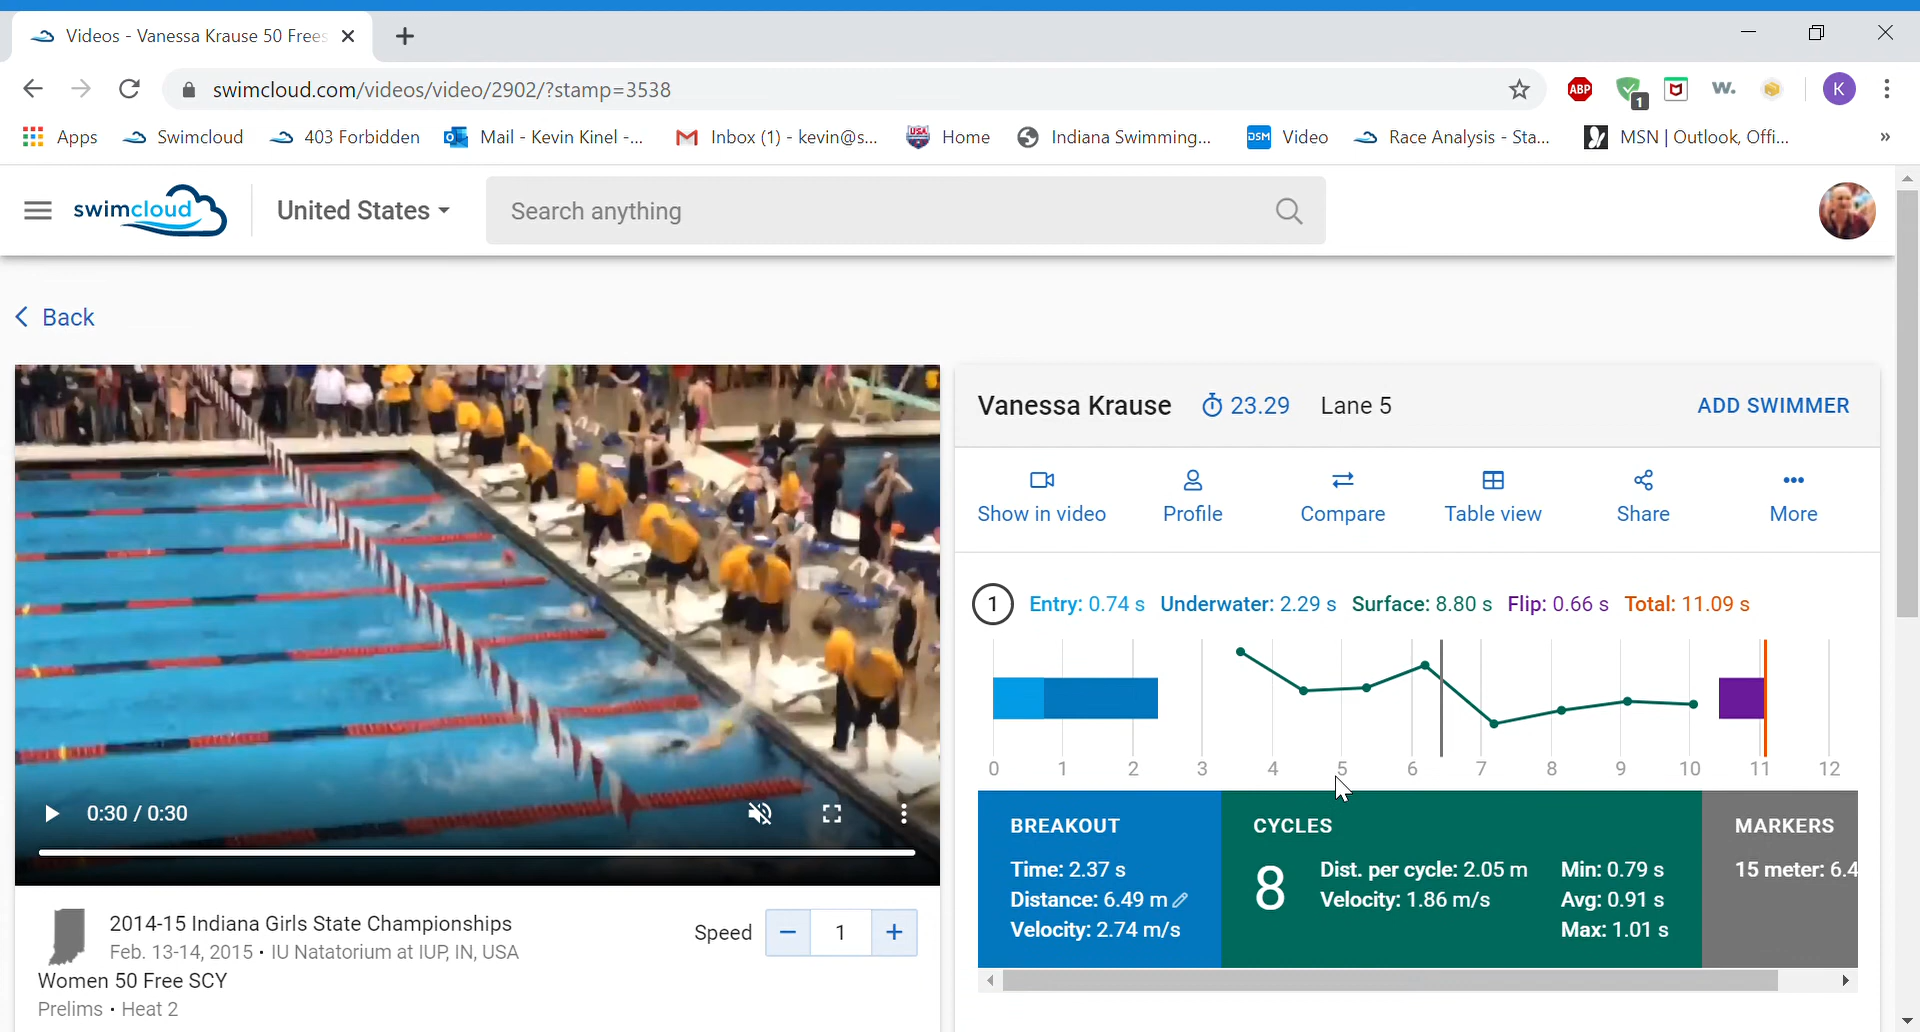 Videos - Vanessa Krause 50 Frees
swimcloud.com/videos/video/2902/?stamp=3538
ABP
1
W.
K
Apps
Swimcloud
403 Forbidden
Mail - Kevin Kinel -...
Inbox (1) - kevin@s...
USA
Home
Indiana Swimming...
DSM
Video
Race Analysis - Sta...
MSN | Outlook, Offi...
»
swimcloud
United States
Search anything
Back
Vanessa Krause 23.29 Lane 5
ADD SWIMMER
Show in video
Profile
Compare
Table view
Share
More
1 Entry: 0.74 s Underwater: 2.29 s Surface: 8.80 s Flip: 0.66 s Total: 11.09 s
0 1 2 3 4 5 6 7 8 9 10 11 12
BREAKOUT
Time: 2.37 s
Distance: 6.49 m
Velocity: 2.74 m/s
CYCLES
8
Dist. per cycle: 2.05 m
Velocity: 1.86 m/s
Min: 0.79 s
Avg: 0.91 s
Max: 1.01 s
MARKERS
15 meter: 6.4
0:30 / 0:30
2014-15 Indiana Girls State Championships
Feb. 13-14, 2015 • IU Natatorium at IUP, IN, USA
Women 50 Free SCY
Prelims • Heat 2
Speed − 1 +